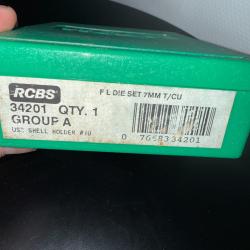 RCBS F L DIE SET 7MM T/CU
34201 QTY. 1
GROUP A
USE SHELL HOLDER #10
0 76683 34201